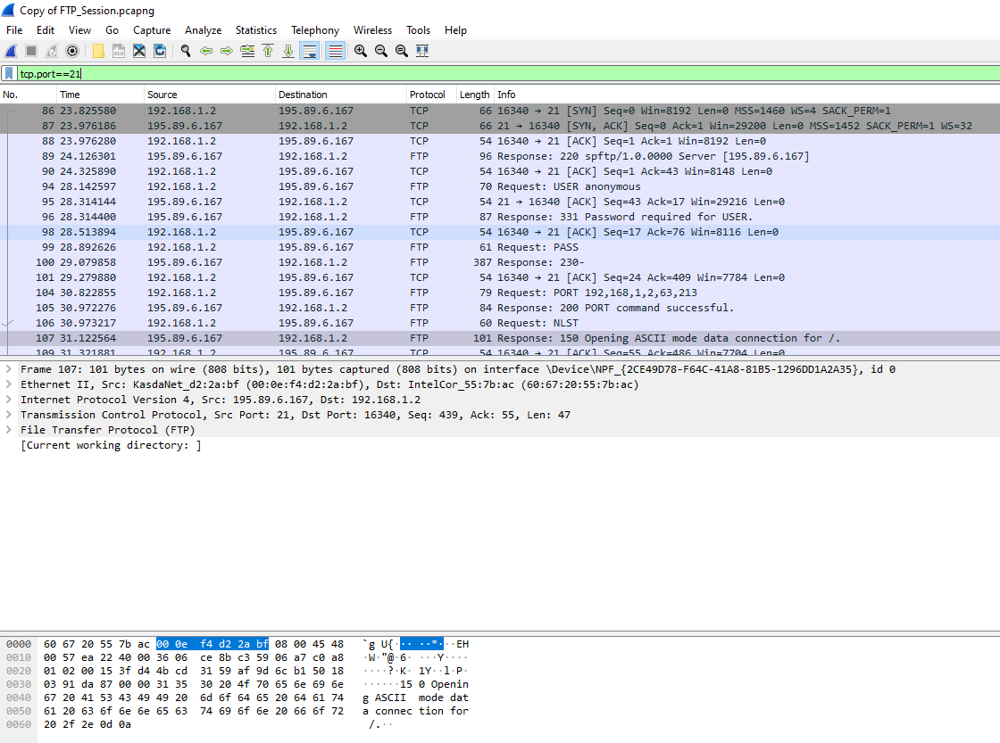 Copy of FTP_Session.pcapng
File Edit View Go Capture Analyze Statistics Telephony Wireless Tools Help
tcp.port==21
No. Time Source Destination Protocol Length Info
86 23.825580 192.168.1.2 195.89.6.167 TCP 66 16340 → 21 [SYN] Seq=0 Win=8192 Len=0 MSS=1460 WS=4 SACK_PERM=1
87 23.976186 195.89.6.167 192.168.1.2 TCP 66 21 → 16340 [SYN, ACK] Seq=0 Ack=1 Win=29200 Len=0 MSS=1452 SACK_PERM=1 WS=32
88 23.976280 192.168.1.2 195.89.6.167 TCP 54 16340 → 21 [ACK] Seq=1 Ack=1 Win=8192 Len=0
89 24.126301 195.89.6.167 192.168.1.2 FTP 96 Response: 220 spftp/1.0.0000 Server [195.89.6.167]
90 24.325890 192.168.1.2 195.89.6.167 TCP 54 16340 → 21 [ACK] Seq=1 Ack=43 Win=8148 Len=0
94 28.142597 192.168.1.2 195.89.6.167 FTP 70 Request: USER anonymous
95 28.314144 195.89.6.167 192.168.1.2 TCP 54 21 → 16340 [ACK] Seq=43 Ack=17 Win=29216 Len=0
96 28.314400 195.89.6.167 192.168.1.2 FTP 87 Response: 331 Password required for USER.
98 28.513894 192.168.1.2 195.89.6.167 TCP 54 16340 → 21 [ACK] Seq=17 Ack=76 Win=8116 Len=0
99 28.892626 192.168.1.2 195.89.6.167 FTP 61 Request: PASS
100 29.079858 195.89.6.167 192.168.1.2 FTP 387 Response: 230-
101 29.279880 192.168.1.2 195.89.6.167 TCP 54 16340 → 21 [ACK] Seq=24 Ack=409 Win=7784 Len=0
104 30.822855 192.168.1.2 195.89.6.167 FTP 79 Request: PORT 192,168,1,2,63,213
105 30.972276 195.89.6.167 192.168.1.2 FTP 84 Response: 200 PORT command successful.
106 30.973217 192.168.1.2 195.89.6.167 FTP 60 Request: NLST
107 31.122564 195.89.6.167 192.168.1.2 FTP 101 Response: 150 Opening ASCII mode data connection for /.
109 31.321881 192.168.1.2 195.89.6.167 TCP 54 16340 → 21 [ACK] Seq=55 Ack=486 Win=7704 Len=0
Frame 107: 101 bytes on wire (808 bits), 101 bytes captured (808 bits) on interface \Device\NPF_{2CE49D78-F64C-41A8-81B5-1296DD1A2A35}, id 0
Ethernet II, Src: KasdaNet_d2:2a:bf (00:0e:f4:d2:2a:bf), Dst: IntelCor_55:7b:ac (60:67:20:55:7b:ac)
Internet Protocol Version 4, Src: 195.89.6.167, Dst: 192.168.1.2
Transmission Control Protocol, Src Port: 21, Dst Port: 16340, Seq: 439, Ack: 55, Len: 47
File Transfer Protocol (FTP)
[Current working directory: ]
0000 60 67 20 55 7b ac 00 0e f4 d2 2a bf 08 00 45 48 `g U{·····*···EH
0010 00 57 ea 22 40 00 36 06 ce 8b c3 59 06 a7 c0 a8 ·W·"@·6····Y····
0020 01 02 00 15 3f d4 4b cd 31 59 af 9d 6c b1 50 18 ····?·K·1Y··l·P·
0030 03 91 da 87 00 00 31 35 30 20 4f 70 65 6e 69 6e ······150 Openin
0040 67 20 41 53 43 49 49 20 6d 6f 64 65 20 64 61 74 g ASCII mode dat
0050 61 20 63 6f 6e 6e 65 63 74 69 6f 6e 20 66 6f 72 a connection for
0060 20 2f 2e 0d 0a /.··